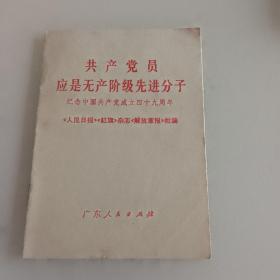 共产党员
应是无产阶级先进分子
纪念中国共产党成立四十九周年
《人民日报》《红旗》杂志《解放军报》社论
广东人民出版社